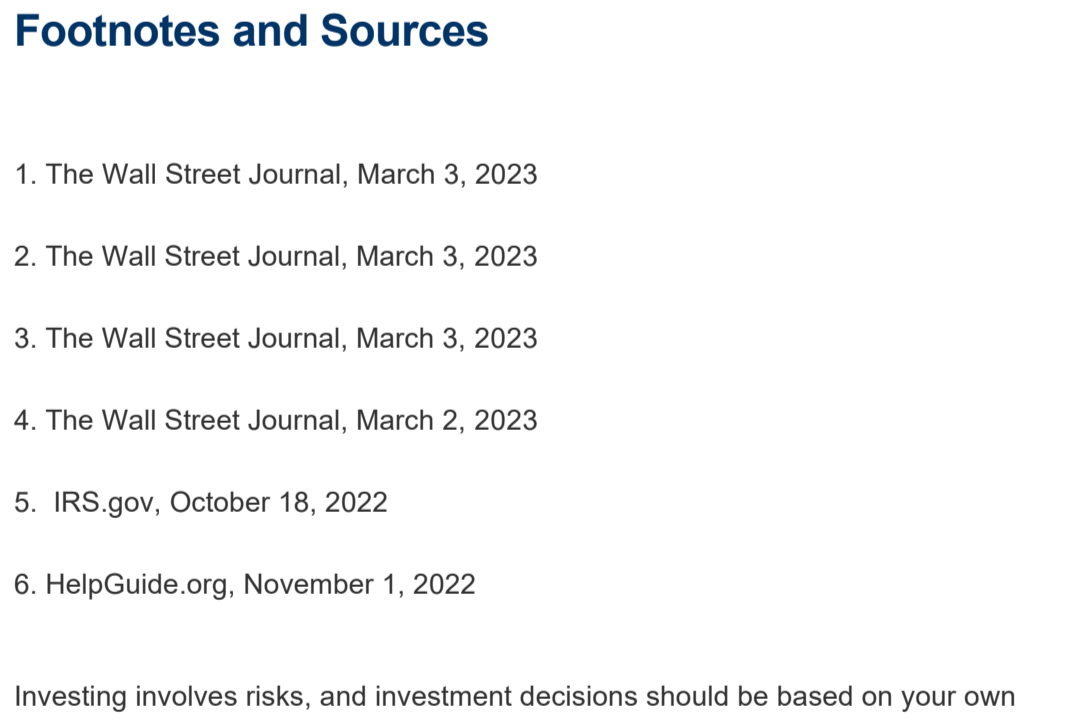 Footnotes and Sources
1. The Wall Street Journal, March 3, 2023
2. The Wall Street Journal, March 3, 2023
3. The Wall Street Journal, March 3, 2023
4. The Wall Street Journal, March 2, 2023
5.  IRS.gov, October 18, 2022
6. HelpGuide.org, November 1, 2022
Investing involves risks, and investment decisions should be based on your own